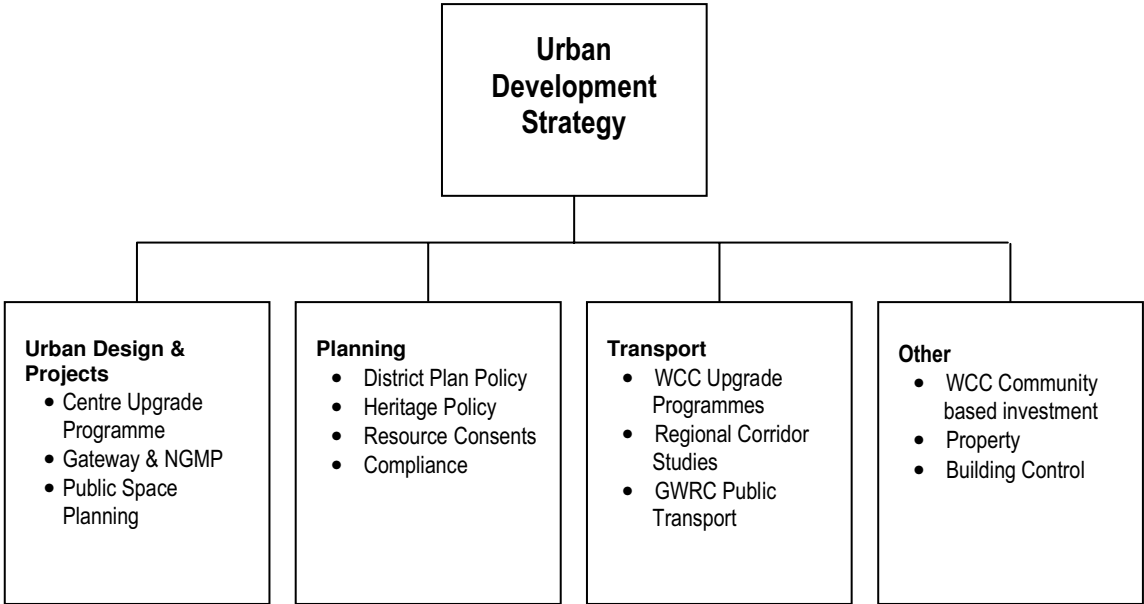 Urban
Development
Strategy
Urban Design &
Projects
• Centre Upgrade
Programme
• Gateway & NGMP
• Public Space
Planning
Planning
• District Plan Policy
• Heritage Policy
• Resource Consents
• Compliance
Transport
• WCC Upgrade
Programmes
• Regional Corridor
Studies
• GWRC Public
Transport
Other
• WCC Community
based investment
• Property
• Building Control